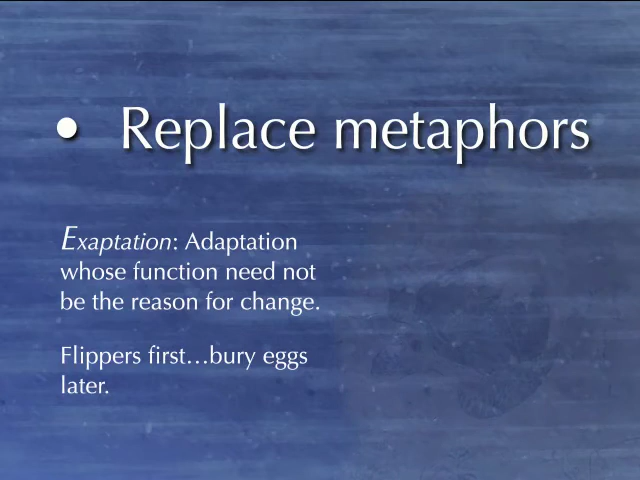 • Replace metaphors
Exaptation: Adaptation
whose function need not
be the reason for change.
Flippers first…bury eggs
later.